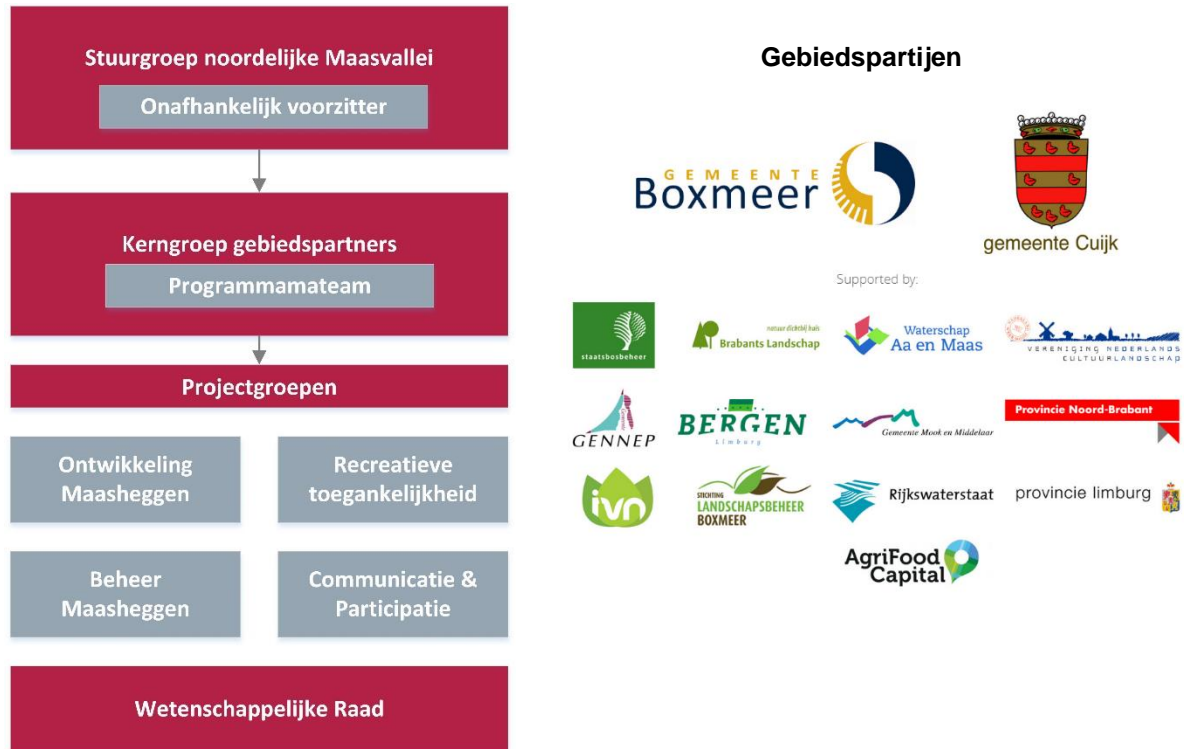 Stuurgroep noordelijke Maasvallei
Onafhankelijk voorzitter
Kerngroep gebiedspartners
Programmamateam
Projectgroepen
Ontwikkeling
Maasheggen
Recreatieve
toegankelijkheid
Beheer
Maasheggen
Communicatie &
Participatie
Wetenschappelijke Raad
Gebiedspartijen
GEMEENTE
Boxmeer
gemeente Cuijk
Supported by:
staatsbosbeheer
natuur dichtbij huis
Brabants Landschap
Waterschap
Aa en Maas
VERENIGING NEDERLANDS
CULTUURLANDSCHAP
Gemeente
GENNEP
BERGEN
Limburg
Gemeente Mook en Middelaar
Provincie Noord-Brabant
ivn
STICHTING
LANDSCHAPSBEHEER
BOXMEER
Rijkswaterstaat
provincie limburg
AgriFood
Capital